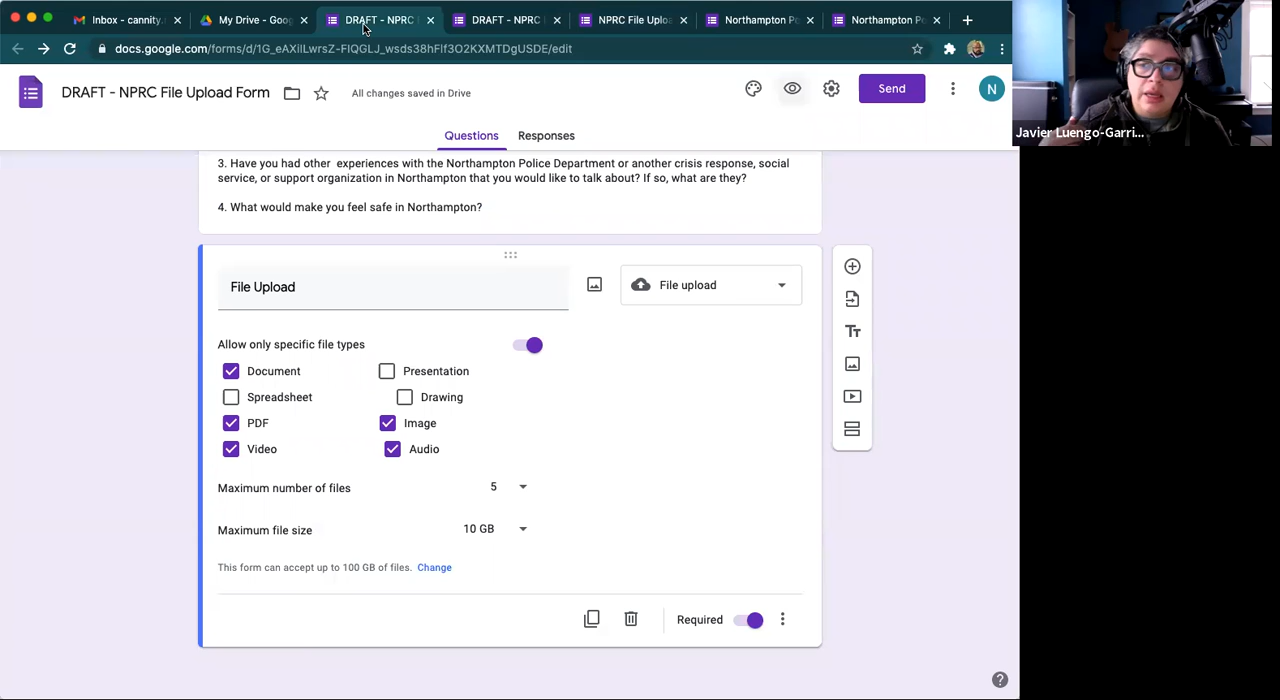 Inbox - cannity.
My Drive - Goo
DRAFT - NPRC
DRAFT - NPRC
NPRC File Uploa
Northampton Po
Northampton Po
docs.google.com/forms/d/1G_eAXilLwrsZ-FIQGLJ_wsds38hFlf3O2KXMTDgUSDE/edit
DRAFT - NPRC File Upload Form
All changes saved in Drive
Send
N
Javier Luengo-Garri...
Questions
Responses
3. Have you had other experiences with the Northampton Police Department or another crisis response, social
service, or support organization in Northampton that you would like to talk about? If so, what are they?
4. What would make you feel safe in Northampton?
File Upload
File upload
Allow only specific file types
Document
Presentation
Spreadsheet
Drawing
PDF
Image
Video
Audio
Maximum number of files
5
Maximum file size
10 GB
This form can accept up to 100 GB of files. Change
Required